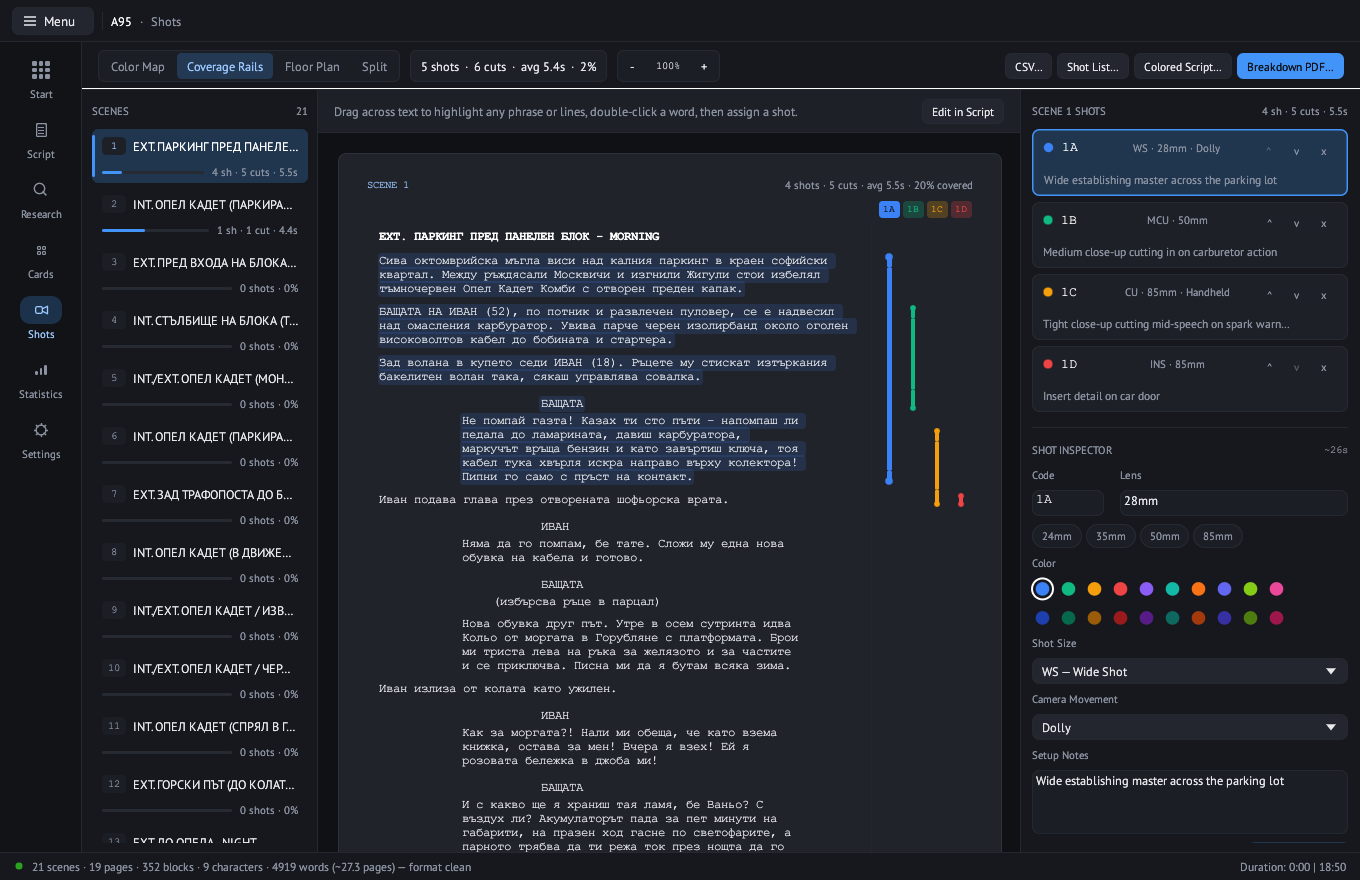 Menu
A95 · Shots
Start
Script
Research
Cards
Shots
Statistics
Settings
Color Map
Coverage Rails
Floor Plan
Split
5 shots · 6 cuts · avg 5.4s · 2%
- 100% +
CSV...
Shot List...
Colored Script...
Breakdown PDF...
SCENES 21
1 EXT. ПАРКИНГ ПРЕД ПАНЕЛЕ...
4 sh · 5 cuts · 5.5s
2 INT. ОПЕЛ КАДЕТ (ПАРКИРА...
1 sh · 1 cut · 4.4s
3 EXT. ПРЕД ВХОДА НА БЛОКА...
0 shots · 0%
4 INT. СТЪЛБИЩЕ НА БЛОКА (Т...
0 shots · 0%
5 INT./EXT. ОПЕЛ КАДЕТ (МОН...
0 shots · 0%
6 INT. ОПЕЛ КАДЕТ (ПАРКИРА...
0 shots · 0%
7 EXT. ЗАД ТРАФОПОСТА ДО Б...
0 shots · 0%
8 INT. ОПЕЛ КАДЕТ (В ДВИЖЕ...
0 shots · 0%
9 INT./EXT. ОПЕЛ КАДЕТ / ИЗВ...
0 shots · 0%
10 INT./EXT. ОПЕЛ КАДЕТ / ЧЕР...
0 shots · 0%
11 INT. ОПЕЛ КАДЕТ (СПРЯЛ В Г...
0 shots · 0%
12 EXT. ГОРСКИ ПЪТ (ДО КОЛАТ...
0 shots · 0%
13 EXT. ДО ОПЕЛА - NIGHT
Drag across text to highlight any phrase or lines, double-click a word, then assign a shot.
Edit in Script
SCENE 1
4 shots · 5 cuts · avg 5.5s · 20% covered
1A 1B 1C 1D
EXT. ПАРКИНГ ПРЕД ПАНЕЛЕН БЛОК - MORNING
Сива октомврийска мъгла виси над калния паркинг в краен софийски
квартал. Между ръждясали Москвичи и изгнили Жигули стои избелял
тъмночервен Опел Кадет Комби с отворен преден капак.
БАЩАТА НА ИВАН (52), по потник и развлечен пуловер, се е надвесил
над омасления карбуратор. Увива парче черен изолирбанд около оголен
високоволтов кабел до бобината и стартера.
Зад волана в купето седи ИВАН (18). Ръцете му стискат изтъркания
бакелитен волан така, сякаш управлява совалка.
БАЩАТА
Не помпай газта! Казах ти сто пъти – напомпаш ли
педала до ламарината, давиш карбуратора,
маркучът връща бензин и като завъртиш ключа, тоя
кабел тука хвърля искра направо върху колектора!
Пипни го само с пръст на контакт.
Иван подава глава през отворената шофьорска врата.
ИВАН
Няма да го помпам, бе тате. Сложи му една нова
обувка на кабела и готово.
БАЩАТА
(избърсва ръце в парцал)
Нова обувка друг път. Утре в осем сутринта идва
Кольо от моргата в Горубляне с платформата. Брои
ми триста лева на ръка за желязото и за частите
и се приключва. Писна ми да я бутам всяка зима.
Иван излиза от колата като ужилен.
ИВАН
Как за моргата?! Нали ми обеща, че като взема
книжка, остава за мен! Вчера я взех! Ей я
розовата бележка в джоба ми!
БАЩАТА
И с какво ще я храниш тая ламя, бе Ваньо? С
въздух ли? Акумулаторът пада за пет минути на
габарити, на празен ход гасне по светофарите, а
парното трябва да ти режа ток през нощта да го
SCENE 1 SHOTS
4 sh · 5 cuts · 5.5s
1A WS · 28mm · Dolly ^ v x
Wide establishing master across the parking lot
1B MCU · 50mm ^ v x
Medium close-up cutting in on carburetor action
1C CU · 85mm · Handheld ^ v x
Tight close-up cutting mid-speech on spark warn...
1D INS · 85mm ^ v x
Insert detail on car door
SHOT INSPECTOR ~26s
Code Lens
1A 28mm
24mm 35mm 50mm 85mm
Color
Shot Size
WS — Wide Shot
Camera Movement
Dolly
Setup Notes
Wide establishing master across the parking lot
21 scenes · 19 pages · 352 blocks · 9 characters · 4919 words (~27.3 pages) — format clean
Duration: 0:00 | 18:50